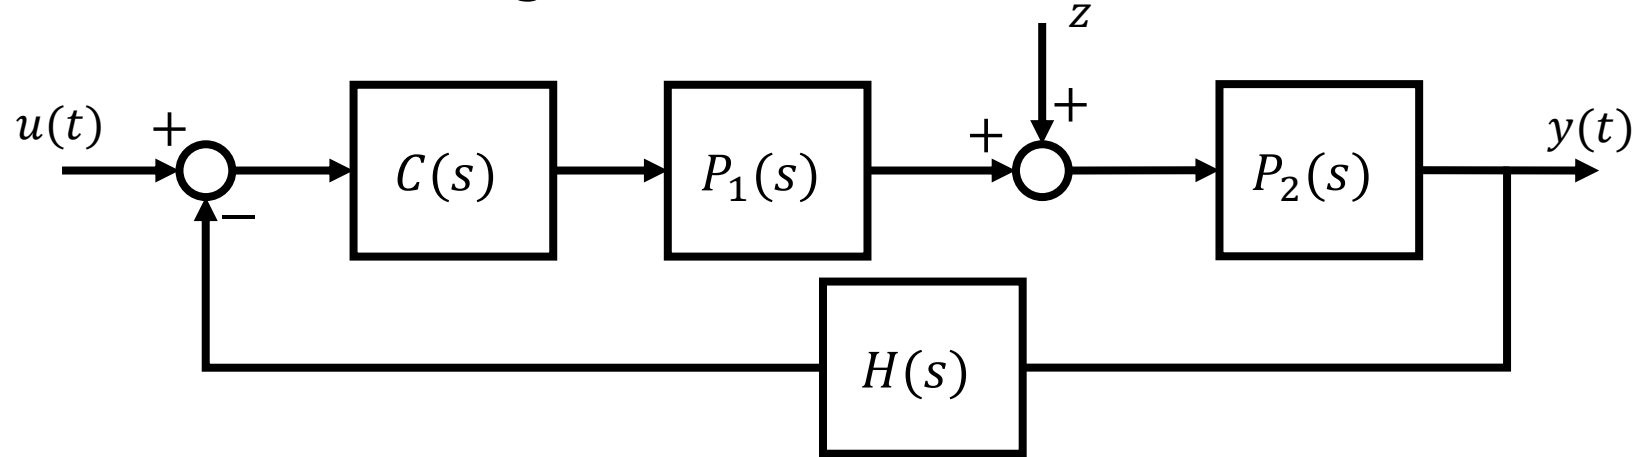 z
u(t)
+
+
+
y(t)
C(s)
P₁(s)
P₂(s)
−
H(s)